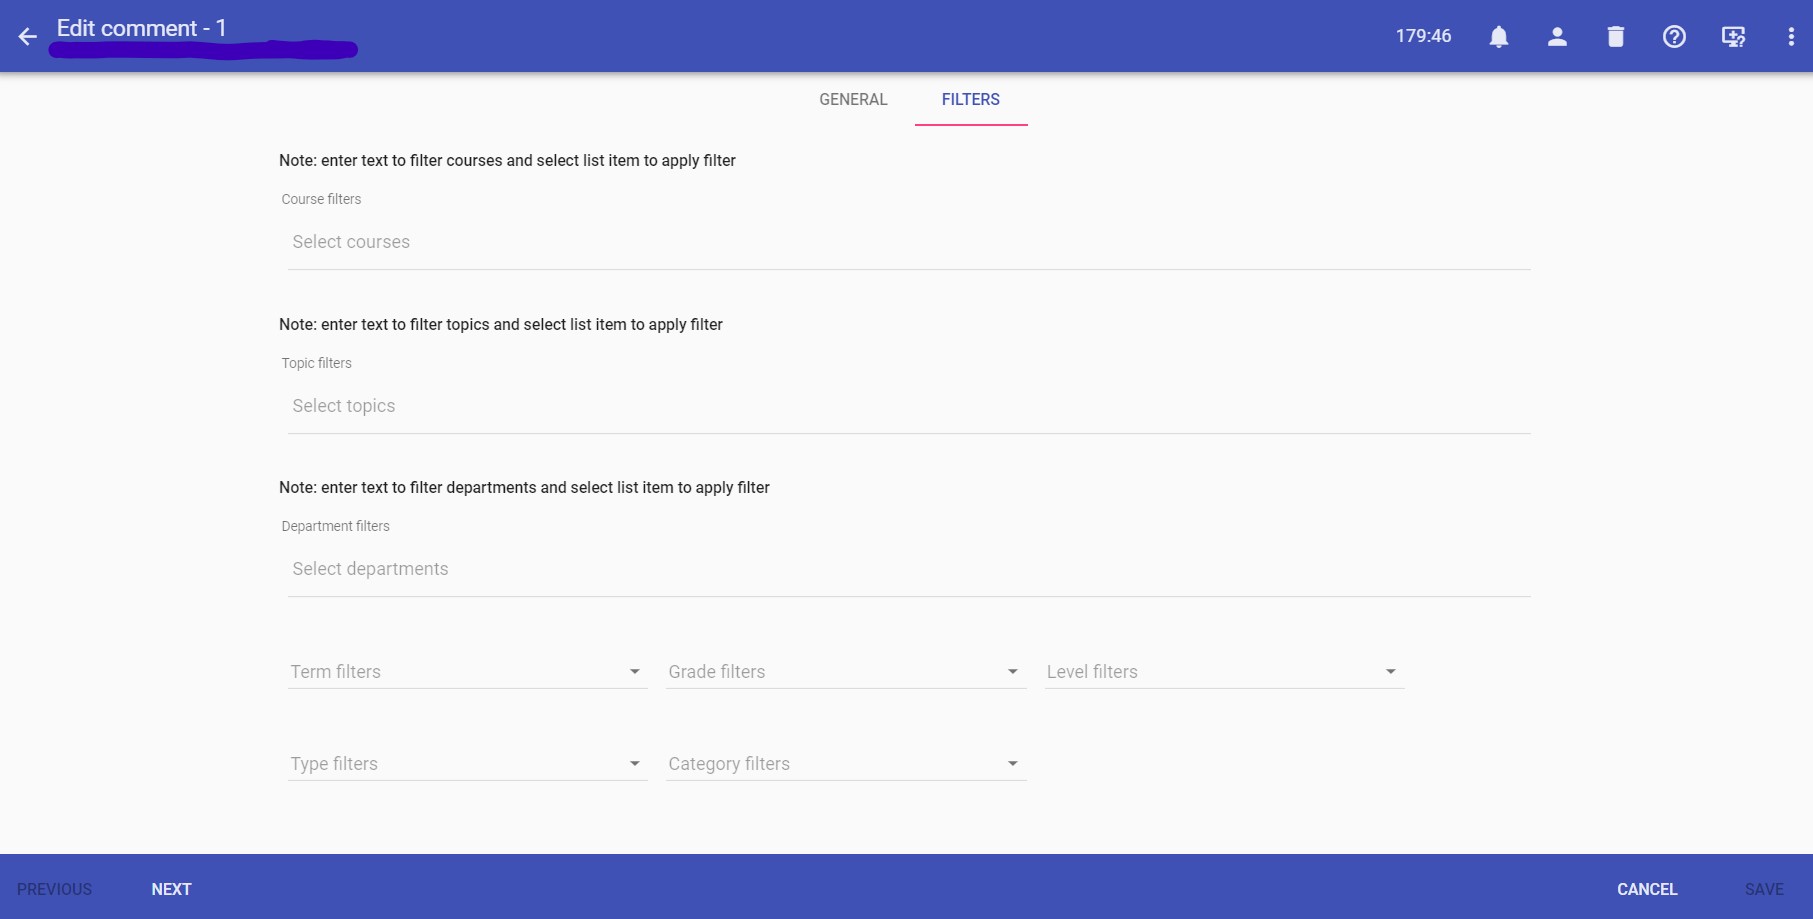 Edit comment - 1
179:46
GENERAL
FILTERS
Note: enter text to filter courses and select list item to apply filter
Course filters
Select courses
Note: enter text to filter topics and select list item to apply filter
Topic filters
Select topics
Note: enter text to filter departments and select list item to apply filter
Department filters
Select departments
Term filters
Grade filters
Level filters
Type filters
Category filters
PREVIOUS
NEXT
CANCEL
SAVE